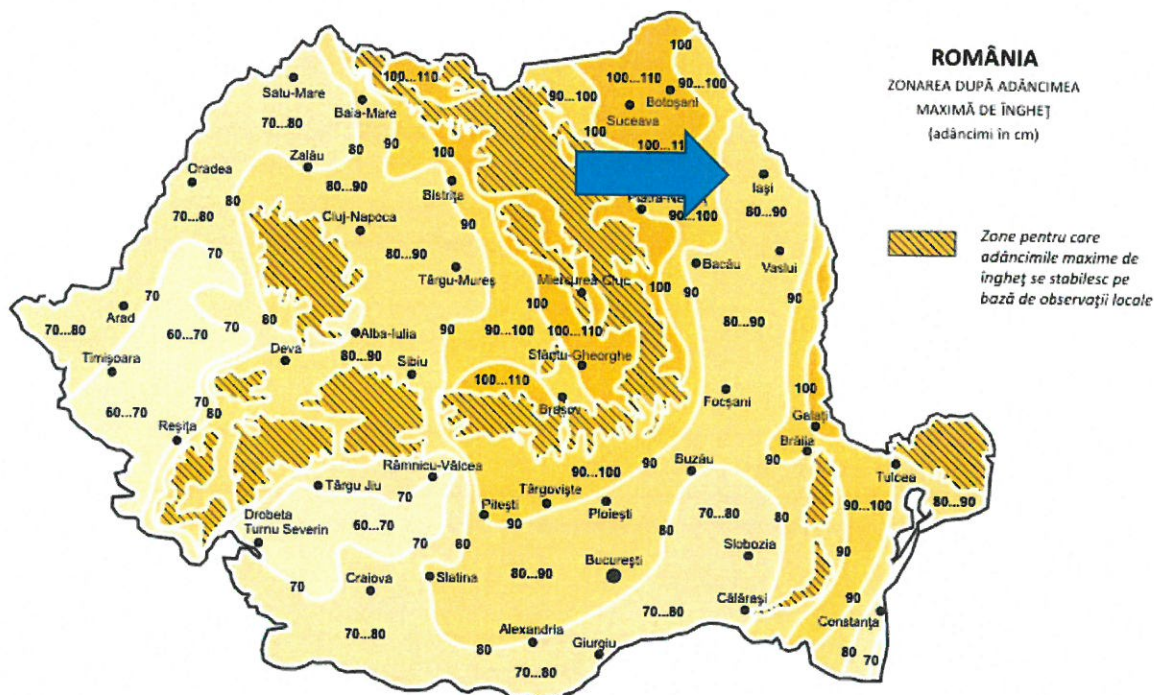 ROMÂNIA
ZONAREA DUPĂ ADÂNCIMEA
MAXIMĂ DE ÎNGHEȚ
(adâncimi în cm)
Zone pentru care
adâncimile maxime de
îngheț se stabilesc pe
bază de observații locale
100
100...110
100...110
90...100
90...100
Botoșani
Suceava
Satu-Mare
Baia-Mare
70...80
80
90
100
100
Zalău
Oradea
80...90
Bistrița
Iași
80...90
80
70...80
Cluj-Napoca
90
90...100
70
80...90
Târgu-Mureș
Bacău
Vaslui
Miercurea Ciuc
100
90
90
70
70...80
Arad
60...70
70
80
Alba-Iulia
90
100
90...100
100...110
80...90
Timișoara
Deva
80...90
Sibiu
Sfântu-Gheorghe
100...110
Brașov
Focșani
100
60...70
70
80
Reșița
Galați
Brăila
Râmnicu-Vâlcea
90...100
90
Buzău
90
Tulcea
Târgu Jiu
70
Târgoviște
Pitești
Ploiești
90
80...90
90...100
Drobeta
Turnu Severin
60...70
70...80
80
80
70
80
București
Slobozia
90
70
Craiova
Slatina
80...90
70...80
Călărași
90
Constanța
70...80
Alexandria
80
Giurgiu
70...80
80
70